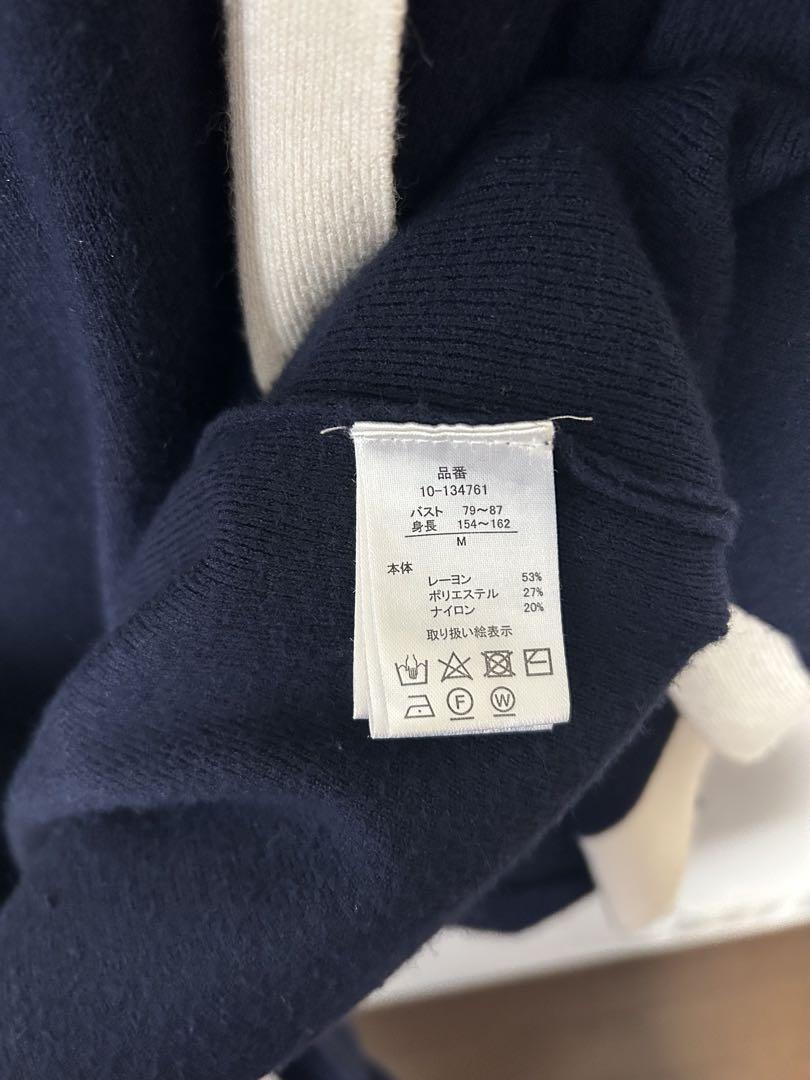 品番
10-134761
バスト 79～87
身長 154～162
M
本体
レーヨン 53%
ポリエステル 27%
ナイロン 20%
取り扱い絵表示
F W